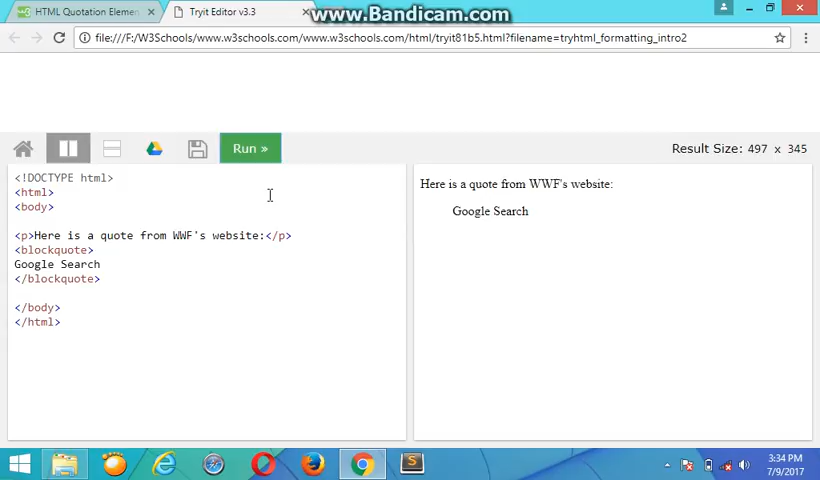 HTML Quotation Elemen
Tryit Editor v3.3
www.Bandicam.com
file:///F:/W3Schools/www.w3schools.com/www.w3schools.com/html/tryit81b5.html?filename=tryhtml_formatting_intro2
Run »
Result Size: 497 x 345
<!DOCTYPE html>
<html>
<body>
<p>Here is a quote from WWF's website:</p>
<blockquote>
Google Search
</blockquote>
</body>
</html>
Here is a quote from WWF's website:
Google Search
3:34 PM
7/9/2017